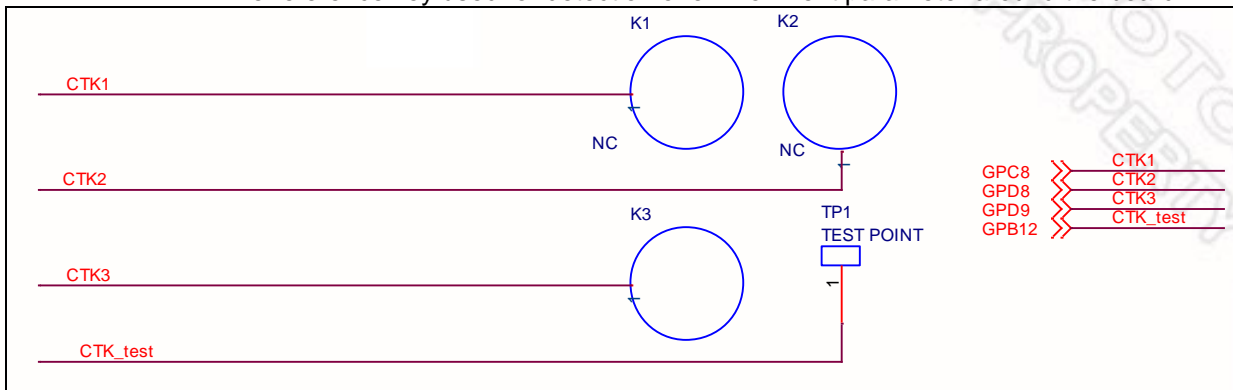 K1
K2
CTK1
NC
NC
CTK2
GPC8 CTK1
GPD8 CTK2
GPD9 CTK3
GPB12 CTK_test
K3
TP1
TEST POINT
CTK3
1
CTK_test
PROPERTY